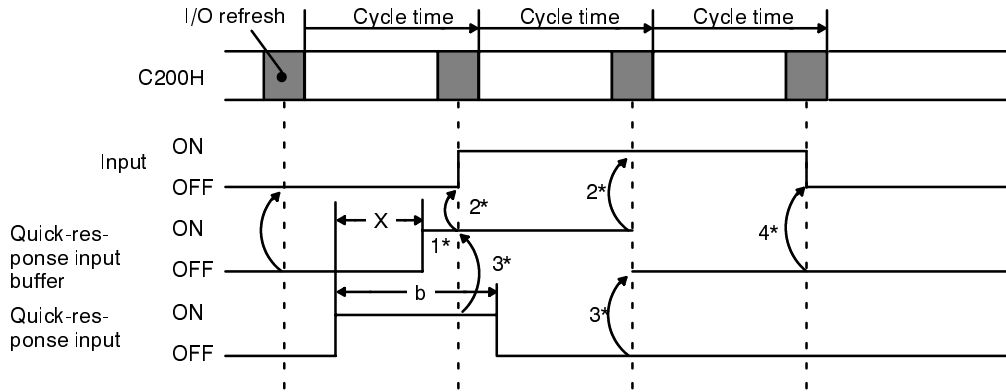 I/O refresh
Cycle time
Cycle time
Cycle time
C200H
Input
ON
OFF
2*
2*
Quick-res-
ponse input
buffer
ON
OFF
X
1*
3*
4*
b
Quick-res-
ponse input
ON
OFF
3*